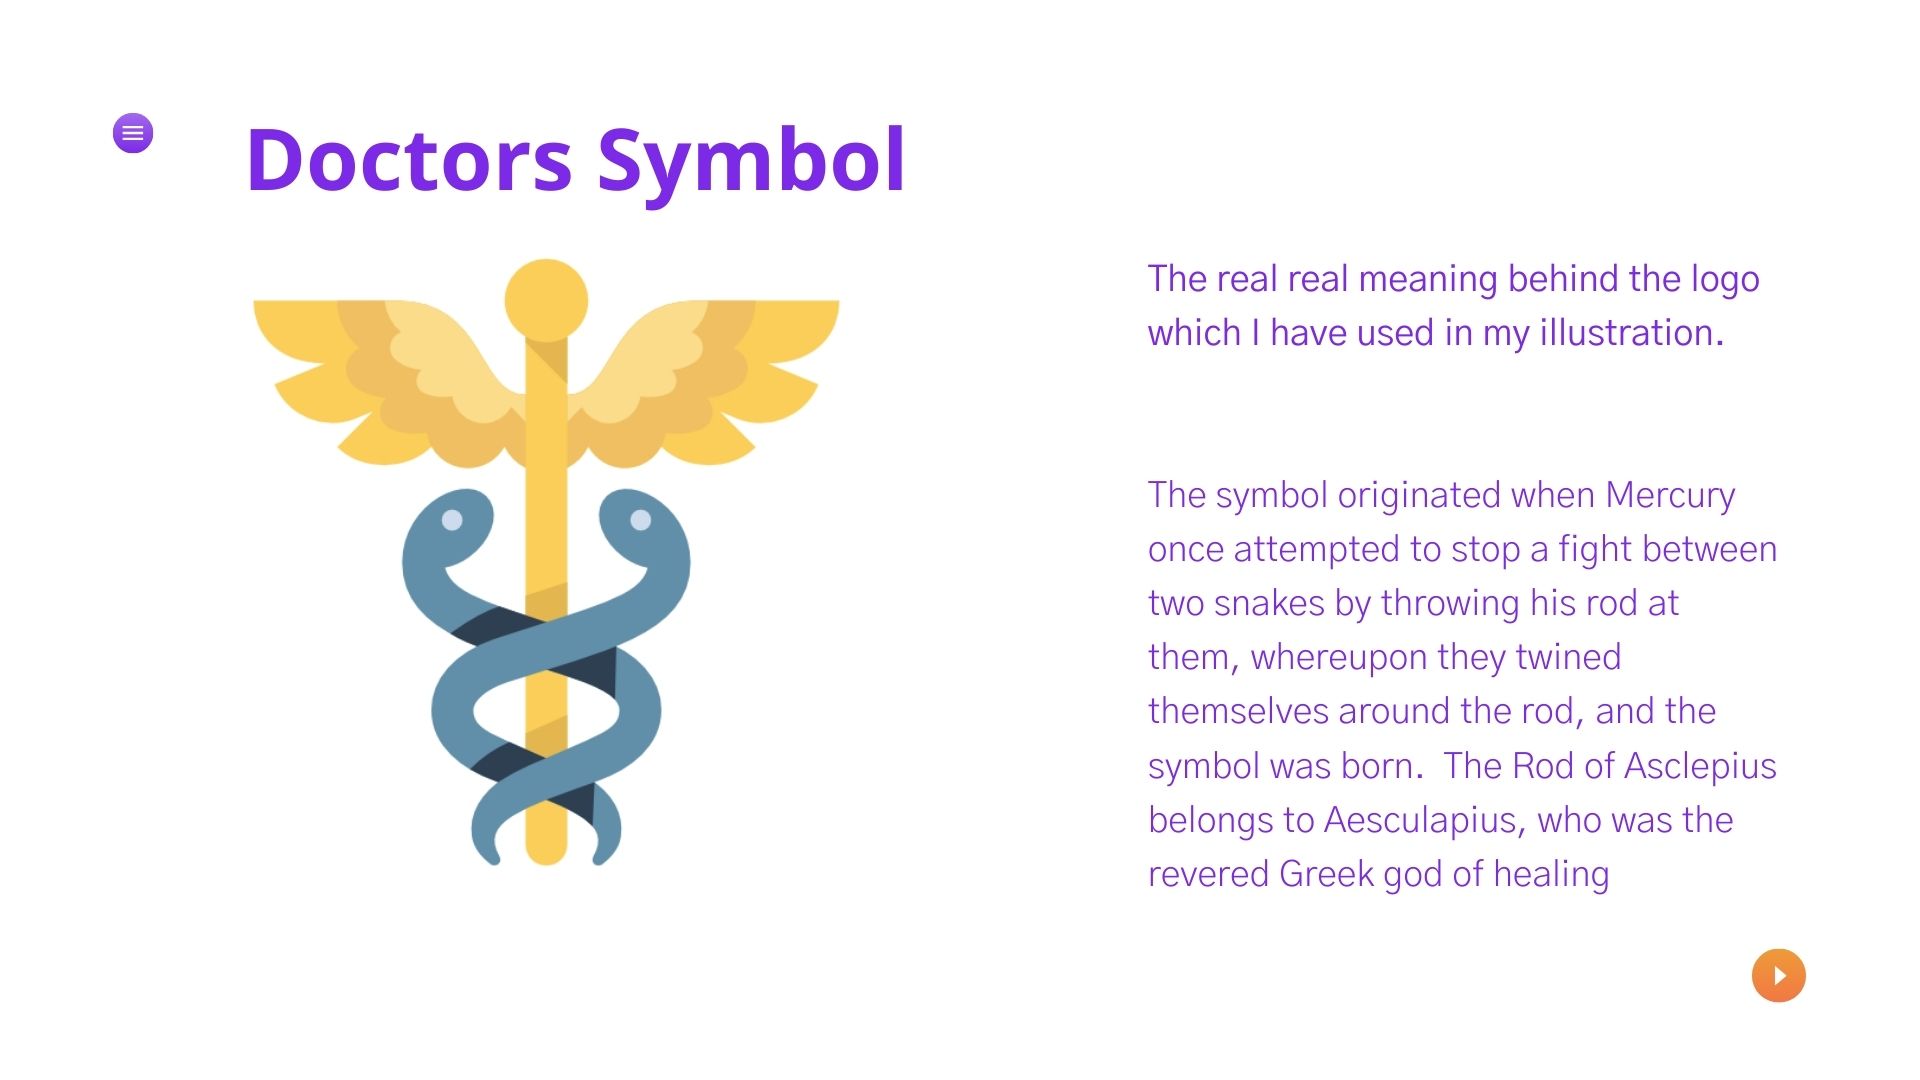 Doctors Symbol
The real real meaning behind the logo
which I have used in my illustration.
The symbol originated when Mercury
once attempted to stop a fight between
two snakes by throwing his rod at
them, whereupon they twined
themselves around the rod, and the
symbol was born.  The Rod of Asclepius
belongs to Aesculapius, who was the
revered Greek god of healing